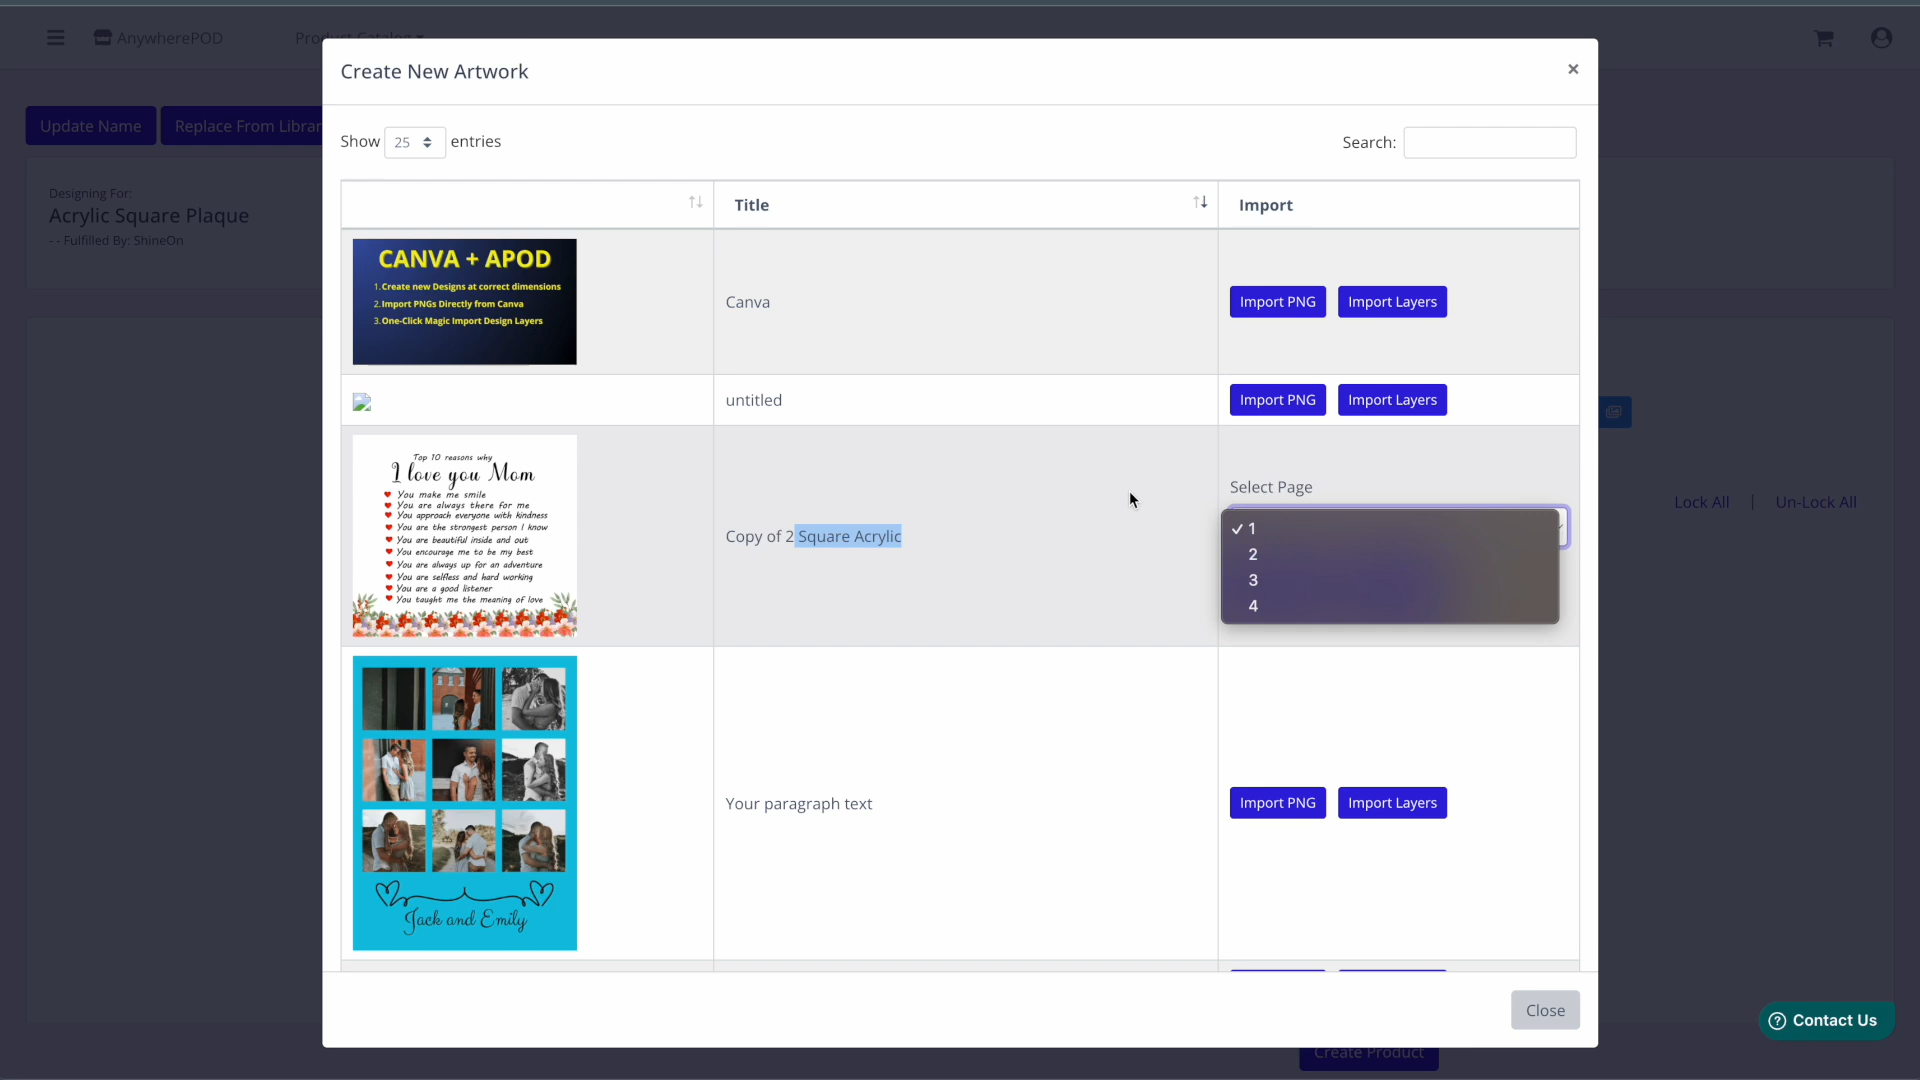 AnywherePOD
Product Catalog
Create New Artwork
×
Update Name
Replace From Librar
Show 25 entries
Search:
Designing For:
Acrylic Square Plaque
- - Fulfilled By: ShineOn
Title
Import
CANVA + APOD
1.Create new Designs at correct dimensions
2.Import PNGs Directly from Canva
3.One-Click Magic Import Design Layers
Canva
Import PNG
Import Layers
untitled
Import PNG
Import Layers
Top 10 reasons why
I love you Mom
You make me smile
You are always there for me
You approach everyone with kindness
You are the strongest person I know
You are beautiful inside and out
You encourage me to be my best
You are always up for an adventure
You are selfless and hard working
You are a good listener
You taught me the meaning of love
Copy of 2 Square Acrylic
Select Page
✓ 1
2
3
4
Lock All | Un-Lock All
Jack and Emily
Your paragraph text
Import PNG
Import Layers
Close
Contact Us
Create Product